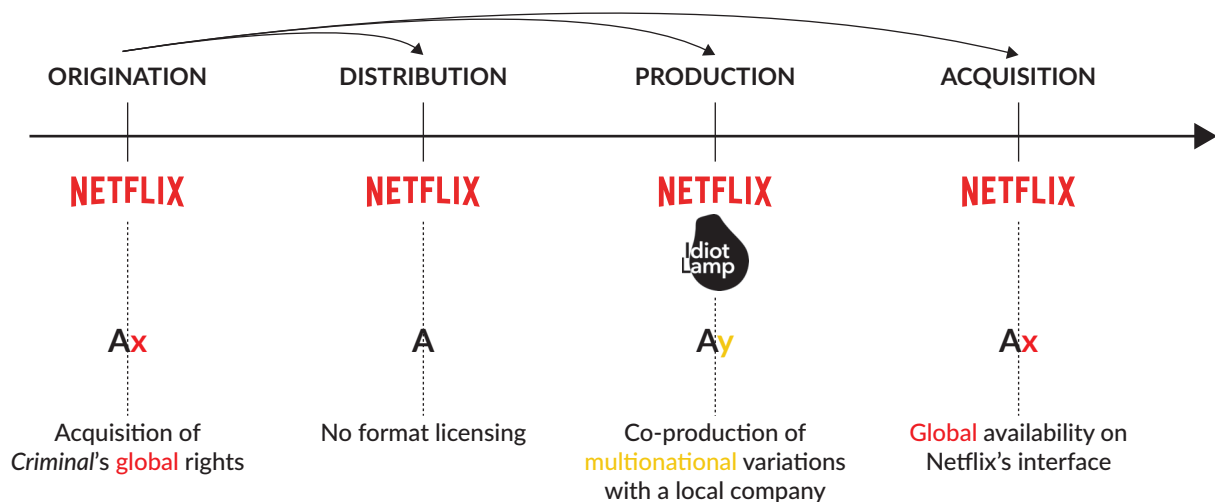 ORIGINATION
DISTRIBUTION
PRODUCTION
ACQUISITION
NETFLIX
NETFLIX
NETFLIX
NETFLIX
Idiot
Lamp
Ax
A
Ay
Ax
Acquisition of
Criminal's global rights
No format licensing
Co-production of
multionational variations
with a local company
Global availability on
Netflix's interface